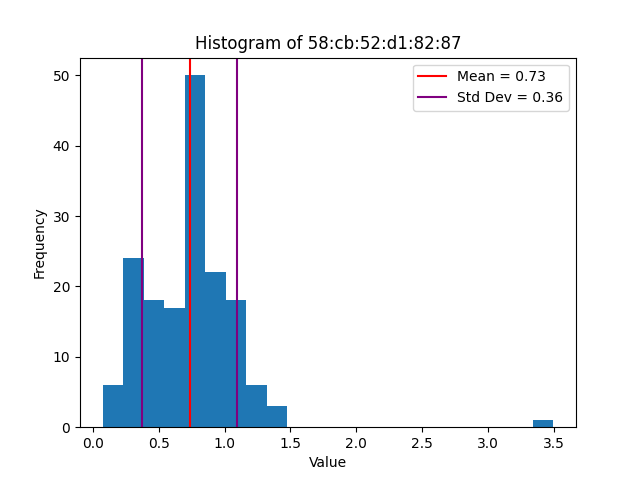 Histogram of 58:cb:52:d1:82:87
Mean = 0.73
Std Dev = 0.36
Frequency
50
40
30
20
10
0
0.0 0.5 1.0 1.5 2.0 2.5 3.0 3.5
Value